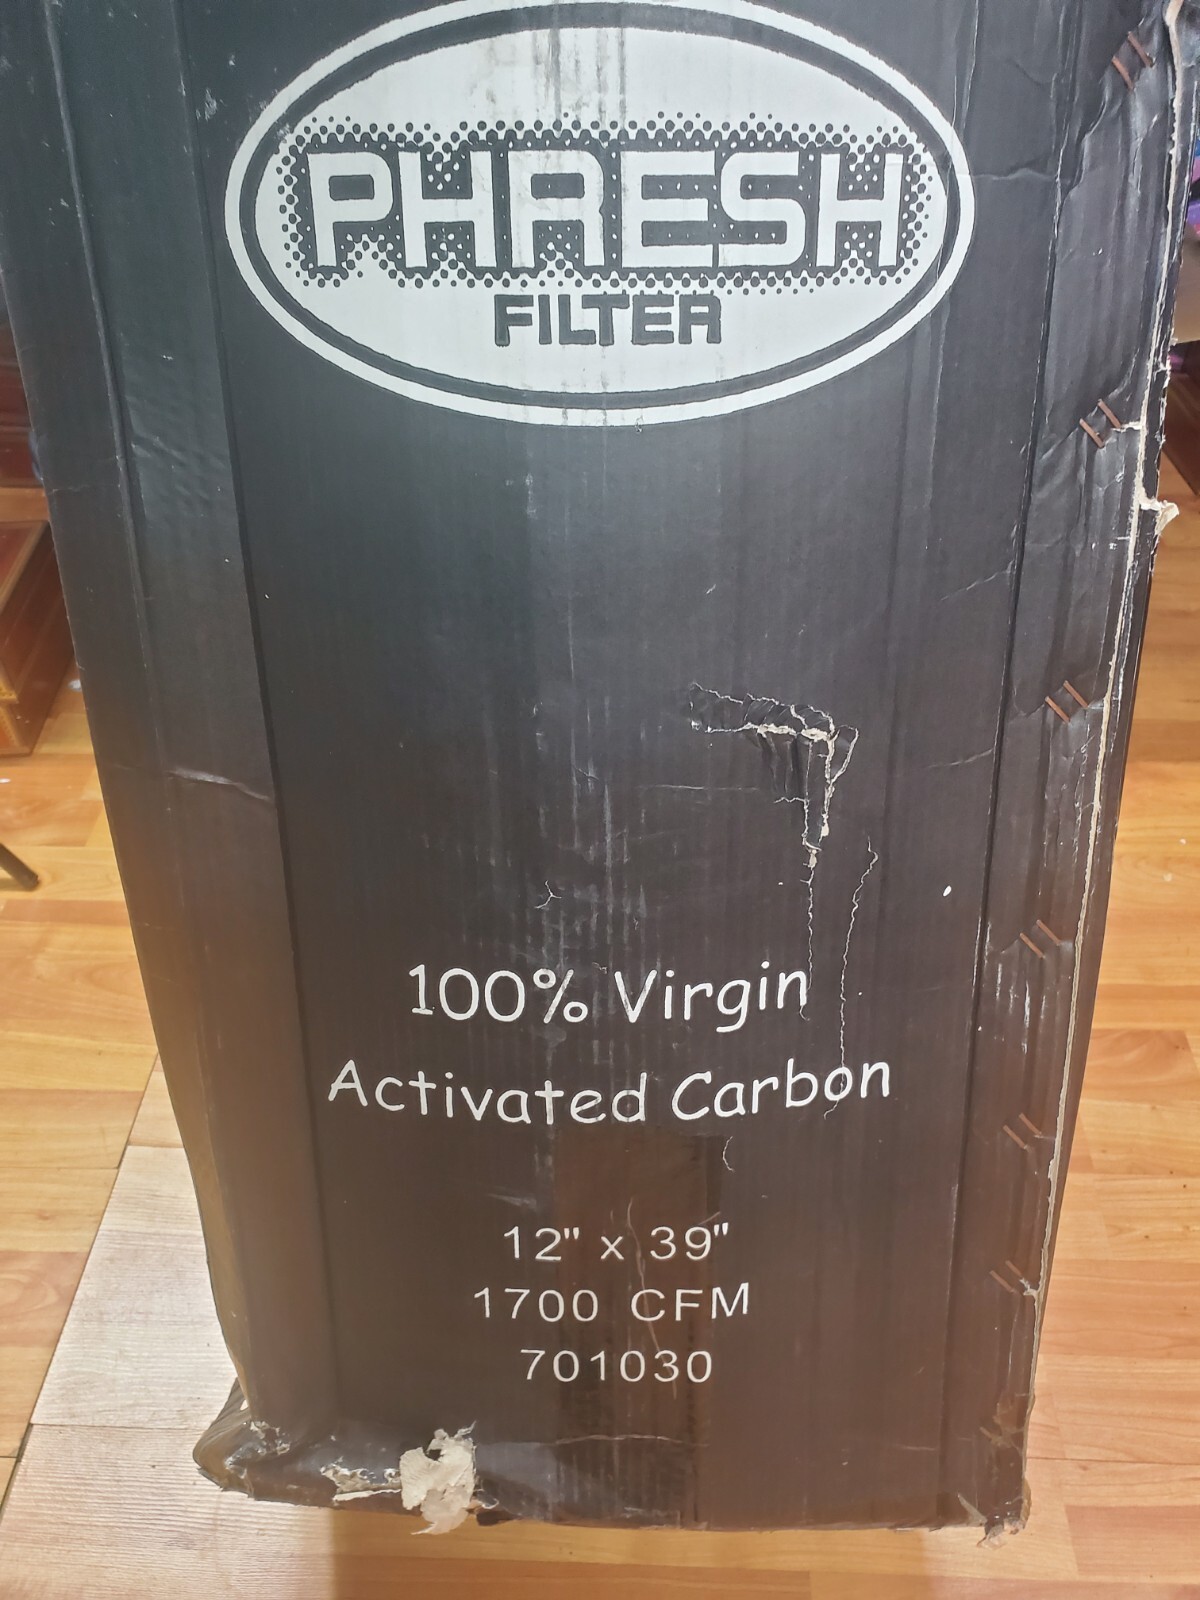 PHRESH
FILTER
100% Virgin
Activated Carbon
12" x 39"
1700 CFM
701030